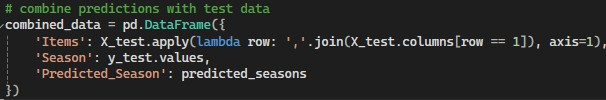 # combine predictions with test data
combined_data = pd.DataFrame({
    'Items': X_test.apply(lambda row: ','.join(X_test.columns[row == 1]), axis=1),
    'Season': y_test.values,
    'Predicted_Season': predicted_seasons
})